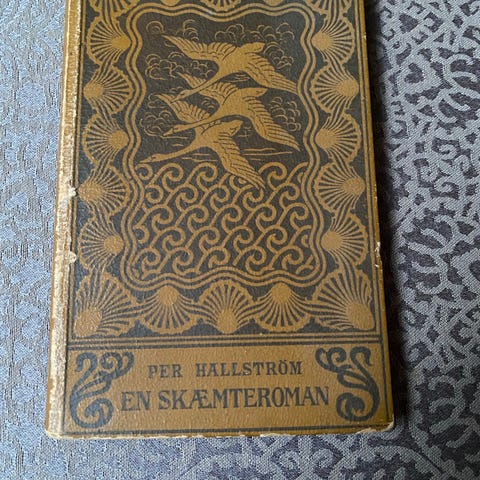 PER HALLSTRÖM
EN SKÆMTEROMAN